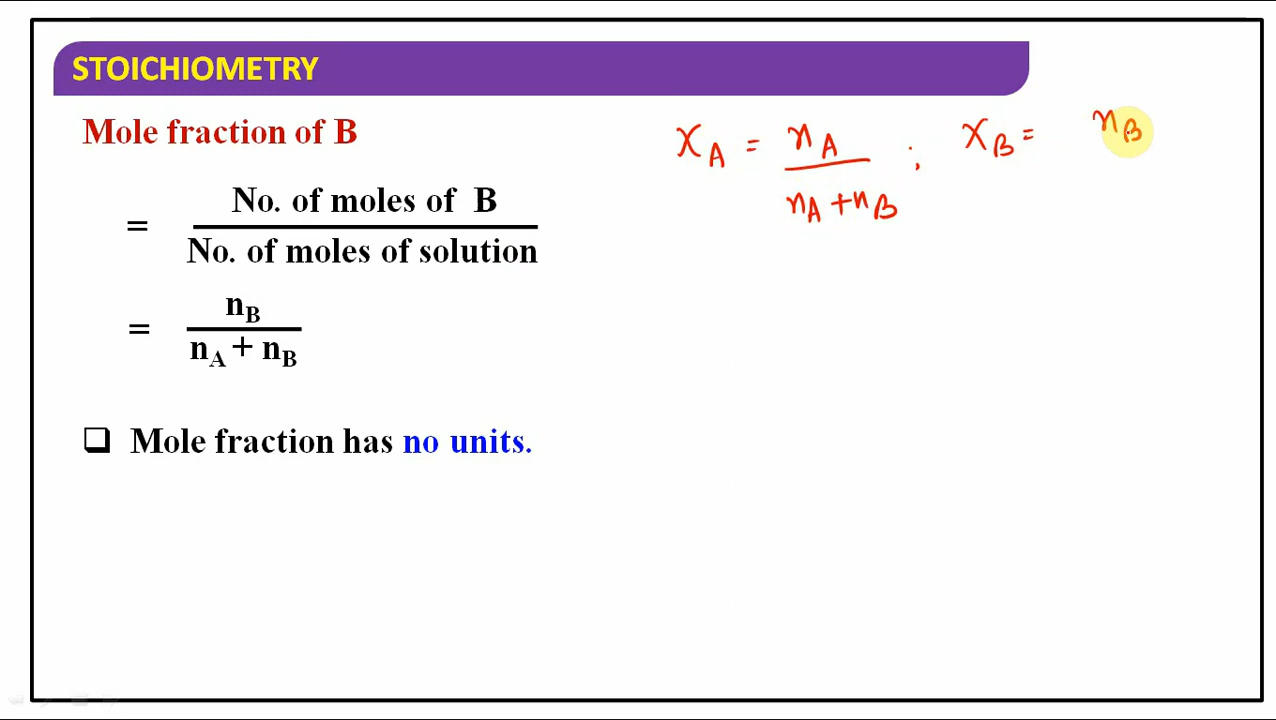 STOICHIOMETRY
Mole fraction of B
= No. of moles of B
No. of moles of solution
= nB
nA + nB
❑ Mole fraction has no units.
xA = nA ; xB = nB
nA + nB